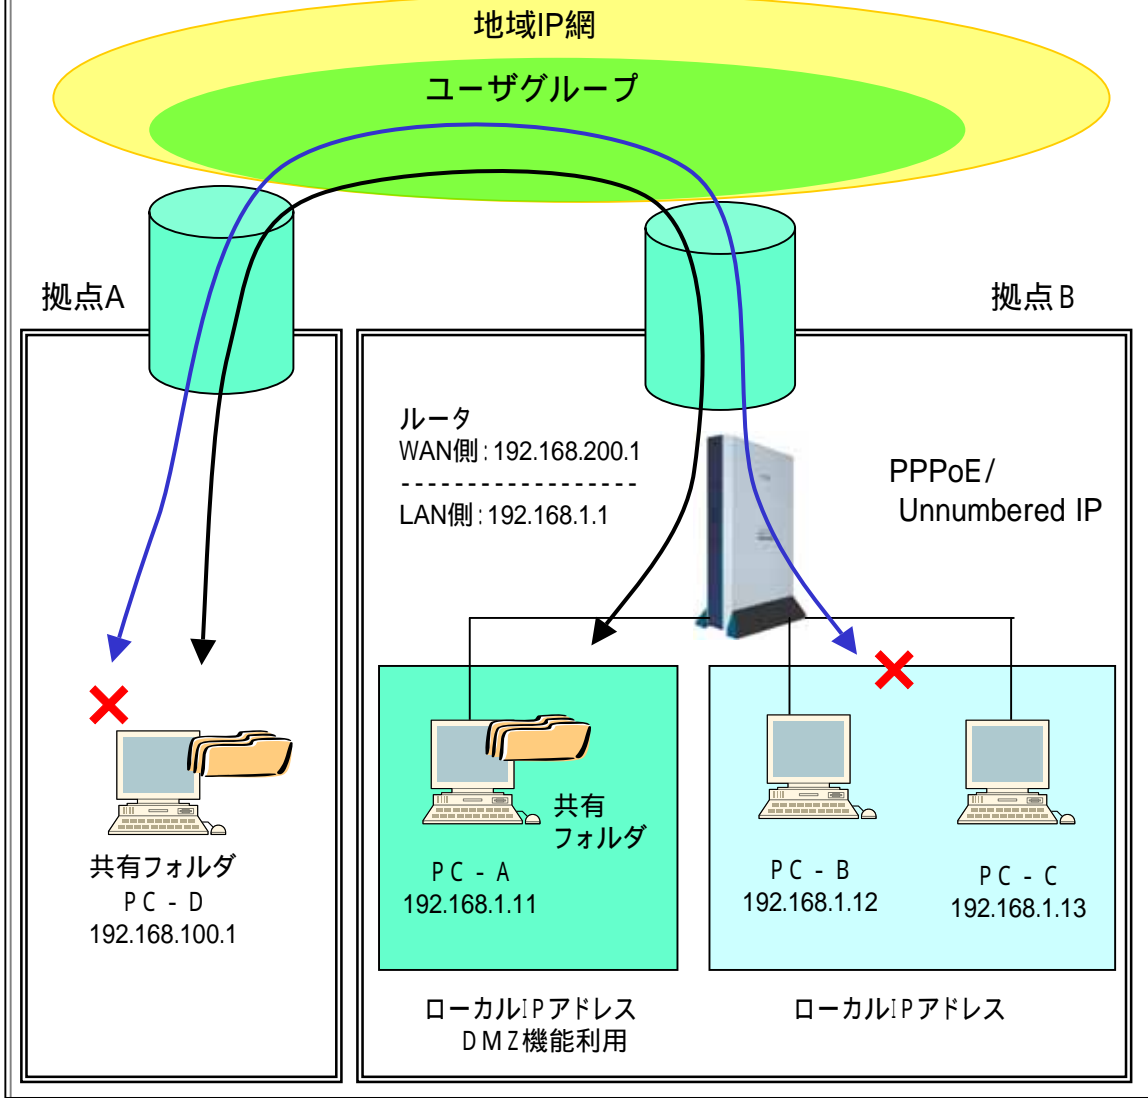 地域IP網
ユーザグループ
拠点A
拠点B
ルータ
WAN側:192.168.200.1
------------------
LAN側:192.168.1.1
PPPoE/
Unnumbered IP
共有フォルダ
PC-D
192.168.100.1
共有
フォルダ
PC-A
192.168.1.11
PC-B
192.168.1.12
PC-C
192.168.1.13
ローカルIPアドレス
DMZ機能利用
ローカルIPアドレス